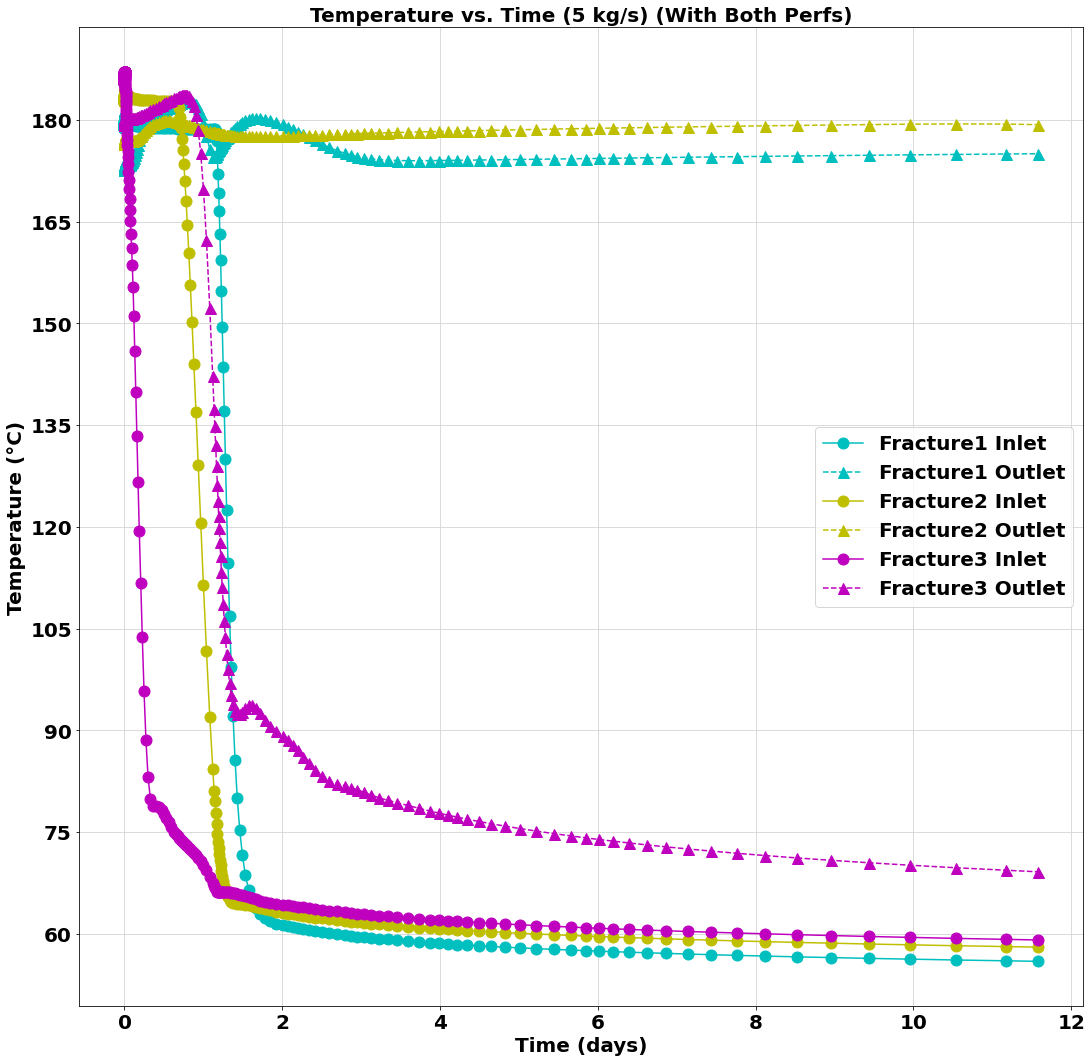 Temperature vs. Time (5 kg/s) (With Both Perfs)
Temperature (°C)
180
165
150
135
120
105
90
75
60
Fracture1 Inlet
Fracture1 Outlet
Fracture2 Inlet
Fracture2 Outlet
Fracture3 Inlet
Fracture3 Outlet
0 2 4 6 8 10 12
Time (days)